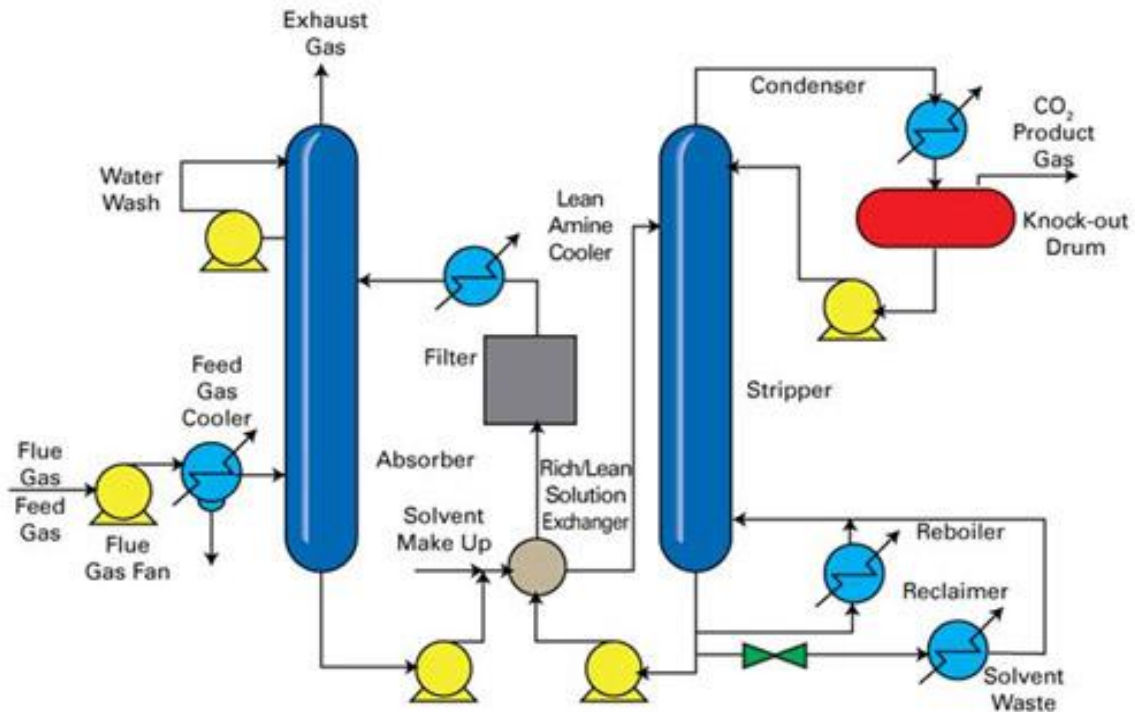 Exhaust
Gas
Condenser
CO₂
Product
Gas
Water
Wash
Lean
Amine
Cooler
Knock-out
Drum
Filter
Feed
Gas
Cooler
Stripper
Flue
Gas
Feed
Gas
Absorber
Rich/Lean
Solution
Exchanger
Solvent
Make Up
Flue
Gas Fan
Reboiler
Reclaimer
Solvent
Waste